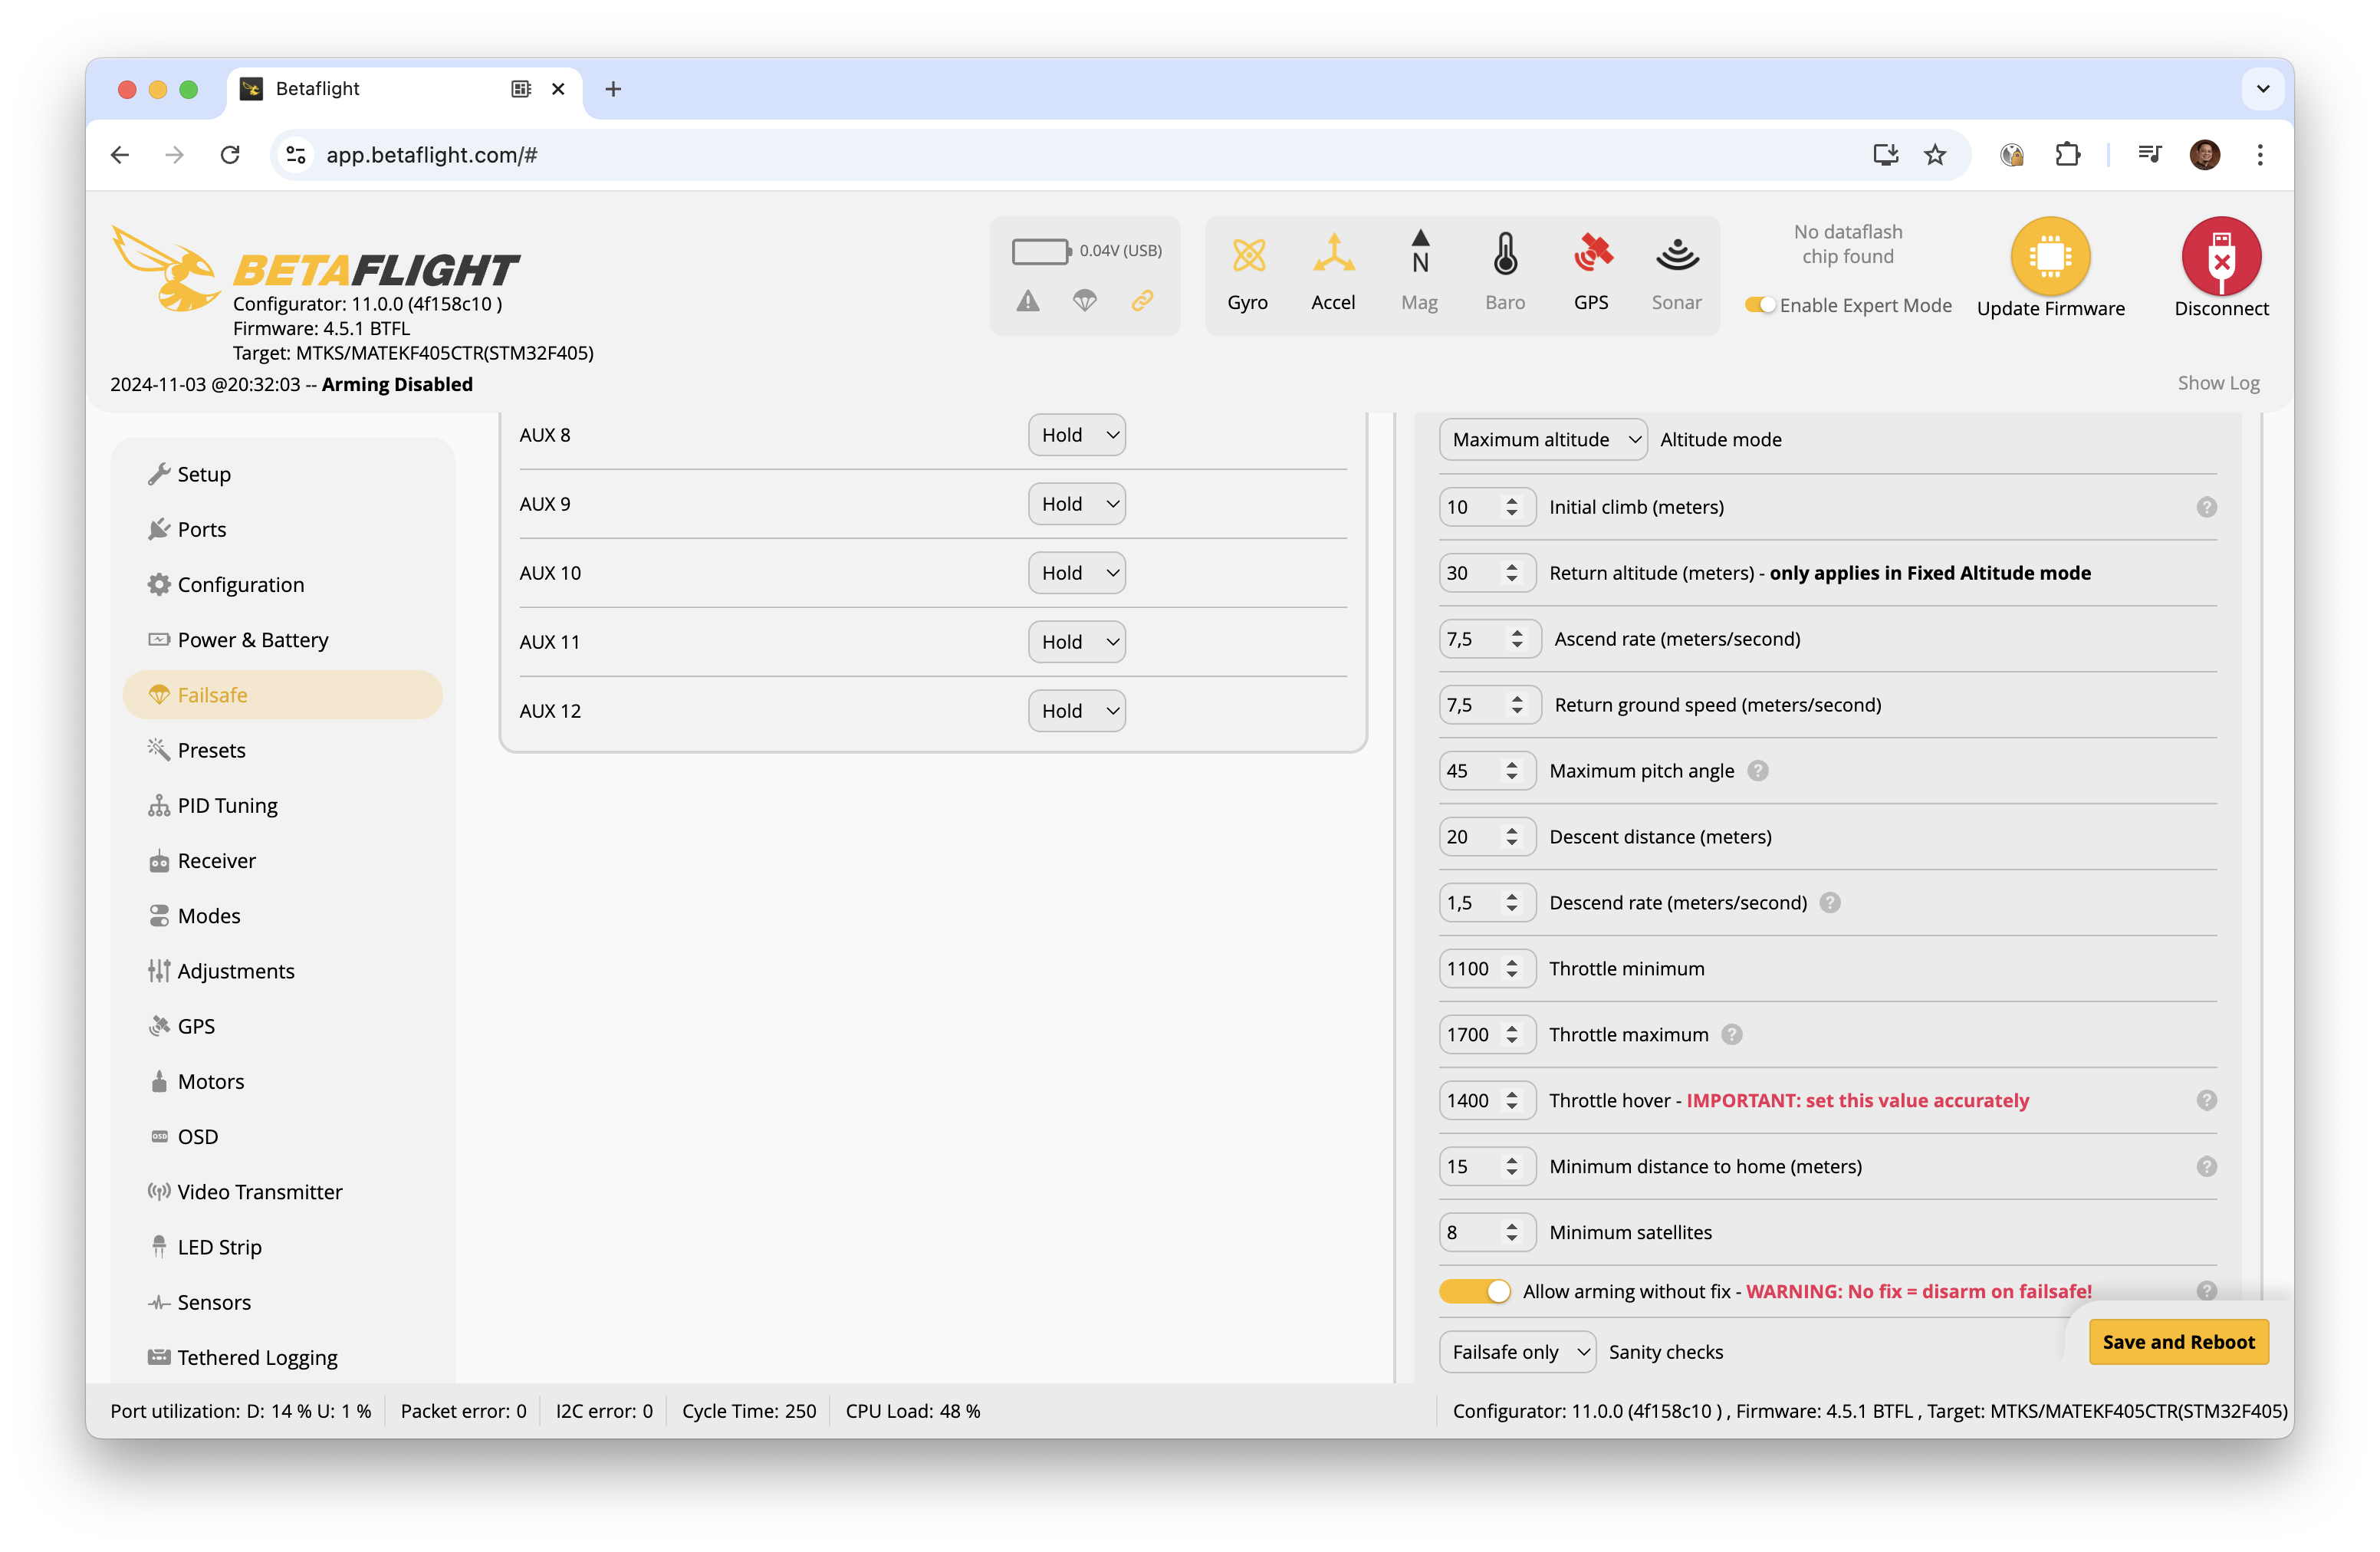 Betaflight
app.betaflight.com/#
BETAFLIGHT
Configurator: 11.0.0 (4f158c10 )
Firmware: 4.5.1 BTFL
Target: MTKS/MATEKF405CTR(STM32F405)
0.04V (USB)
N
Gyro
Accel
Mag
Baro
GPS
Sonar
No dataflash
chip found
Enable Expert Mode
Update Firmware
Disconnect
2024-11-03 @20:32:03 -- Arming Disabled
Show Log
Setup
Ports
Configuration
Power & Battery
Failsafe
Presets
PID Tuning
Receiver
Modes
Adjustments
GPS
Motors
OSD
OSD
Video Transmitter
LED Strip
Sensors
Tethered Logging
AUX 8 Hold
AUX 9 Hold
AUX 10 Hold
AUX 11 Hold
AUX 12 Hold
Maximum altitude Altitude mode
10 Initial climb (meters) ?
30 Return altitude (meters) - only applies in Fixed Altitude mode
7,5 Ascend rate (meters/second)
7,5 Return ground speed (meters/second)
45 Maximum pitch angle ?
20 Descent distance (meters)
1,5 Descend rate (meters/second) ?
1100 Throttle minimum
1700 Throttle maximum ?
1400 Throttle hover - IMPORTANT: set this value accurately ?
15 Minimum distance to home (meters) ?
8 Minimum satellites
Allow arming without fix - WARNING: No fix = disarm on failsafe! ?
Failsafe only Sanity checks
Save and Reboot
Port utilization: D: 14 % U: 1 %
Packet error: 0
I2C error: 0
Cycle Time: 250
CPU Load: 48 %
Configurator: 11.0.0 (4f158c10 ) , Firmware: 4.5.1 BTFL , Target: MTKS/MATEKF405CTR(STM32F405)